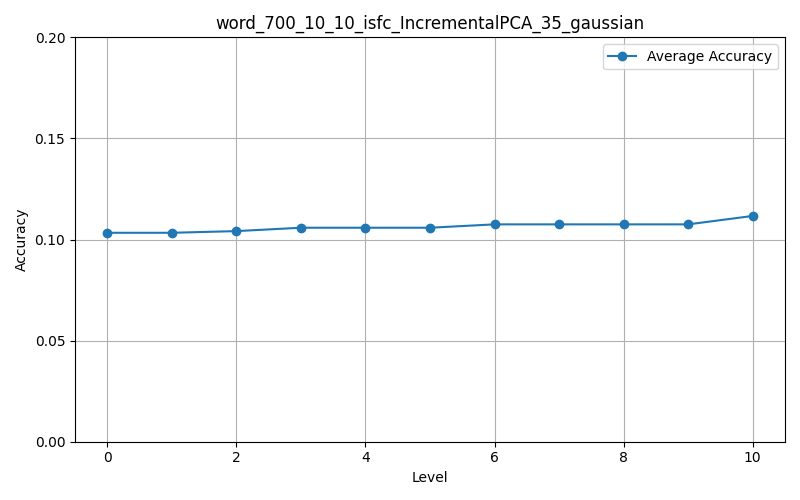 word_700_10_10_isfc_IncrementalPCA_35_gaussian
Average Accuracy
0.20
0.15
0.10
0.05
0.00
Accuracy
0 2 4 6 8 10
Level